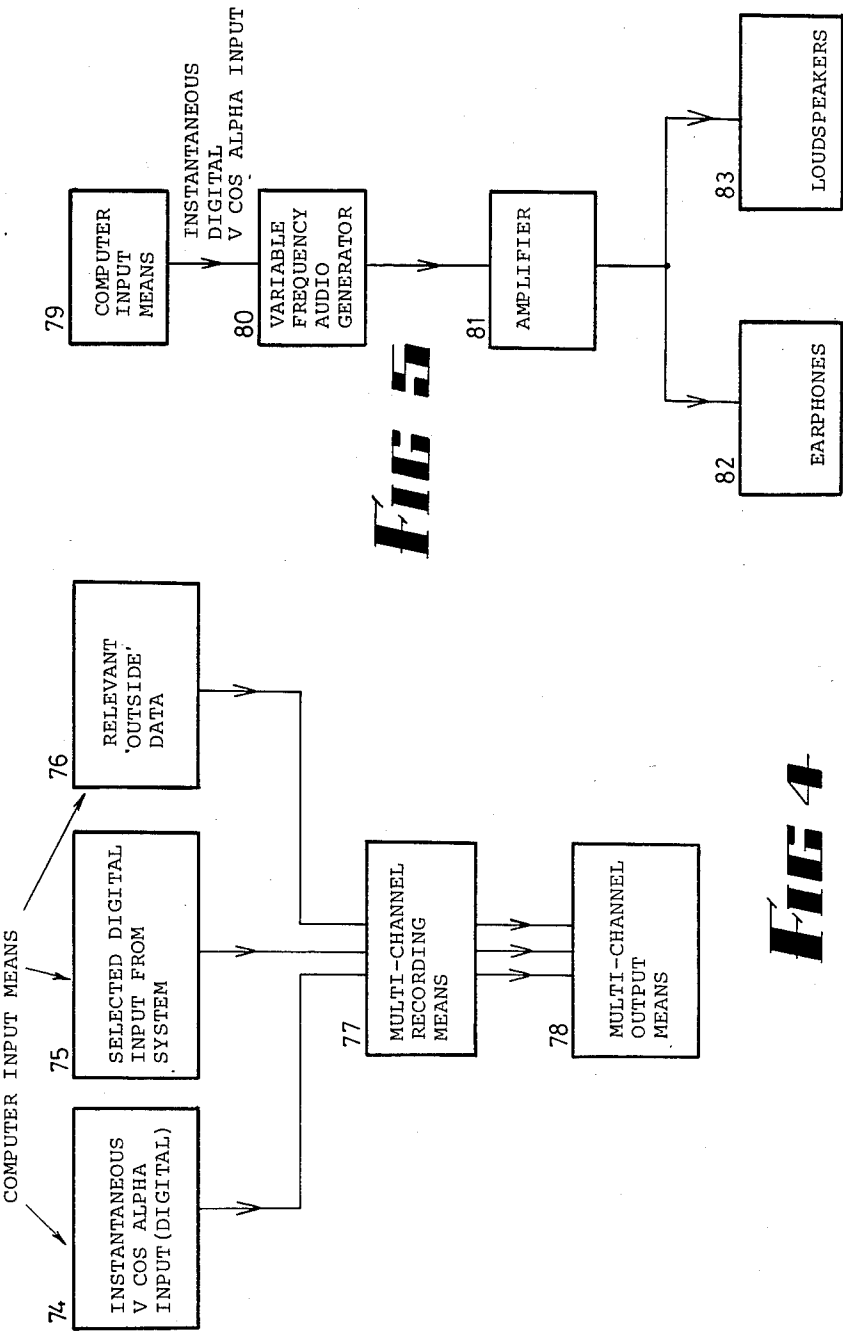 COMPUTER INPUT MEANS
74
INSTANTANEOUS
V COS ALPHA
INPUT (DIGITAL)
75
SELECTED DIGITAL
INPUT FROM
SYSTEM
76
RELEVANT
'OUTSIDE'
DATA
77
MULTI-CHANNEL
RECORDING
MEANS
78
MULTI-CHANNEL
OUTPUT
MEANS
FIG 4
79
COMPUTER
INPUT
MEANS
INSTANTANEOUS
DIGITAL
V COS ALPHA INPUT
80
VARIABLE
FREQUENCY
AUDIO
GENERATOR
81
AMPLIFIER
82
EARPHONES
83
LOUDSPEAKERS
FIG 5